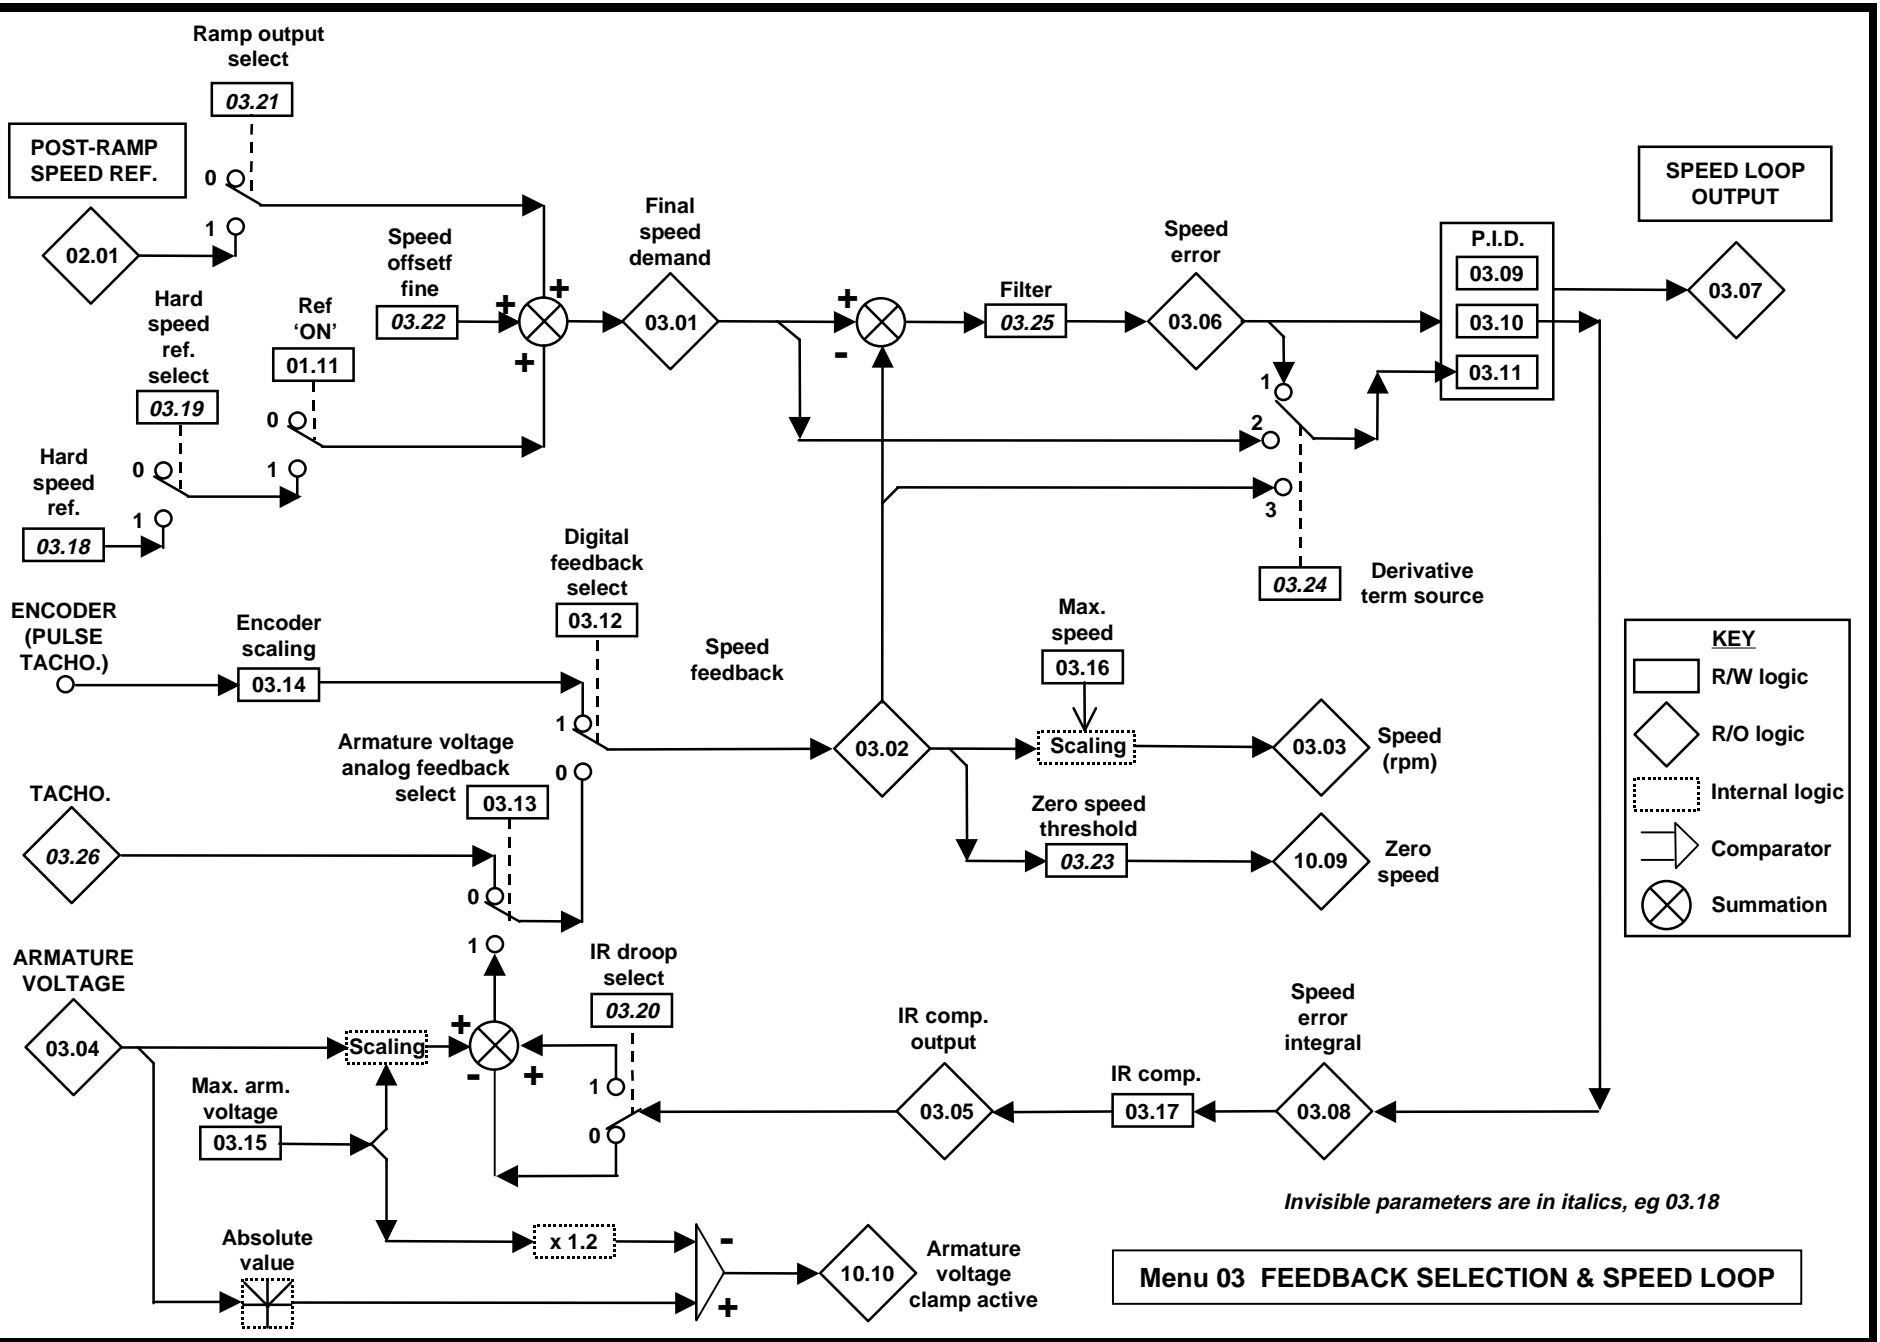 Ramp output
select
03.21
POST-RAMP
SPEED REF.
0
1
02.01
Hard
speed
ref.
select
03.19
Ref
‘ON’
01.11
0
1
Hard
speed
ref.
03.18
0
1
Speed
offsetf
fine
03.22
+
+
+
Final
speed
demand
03.01
+
-
Filter
03.25
Speed
error
03.06
P.I.D.
03.09
03.10
03.11
SPEED LOOP
OUTPUT
03.07
1
2
3
03.24
Derivative
term source
ENCODER
(PULSE
TACHO.)
Encoder
scaling
03.14
Digital
feedback
select
03.12
1
0
Speed
feedback
03.02
Max.
speed
03.16
Scaling
03.03
Speed
(rpm)
Zero speed
threshold
03.23
10.09
Zero
speed
KEY
R/W logic
R/O logic
Internal logic
Comparator
Summation
Armature voltage
analog feedback
select
03.13
TACHO.
03.26
0
1
ARMATURE
VOLTAGE
03.04
Scaling
+
-
+
IR droop
select
03.20
1
0
IR comp.
output
03.05
IR comp.
03.17
Speed
error
integral
03.08
Max. arm.
voltage
03.15
x 1.2
Absolute
value
-
+
10.10
Armature
voltage
clamp active
Invisible parameters are in italics, eg 03.18
Menu 03 FEEDBACK SELECTION & SPEED LOOP